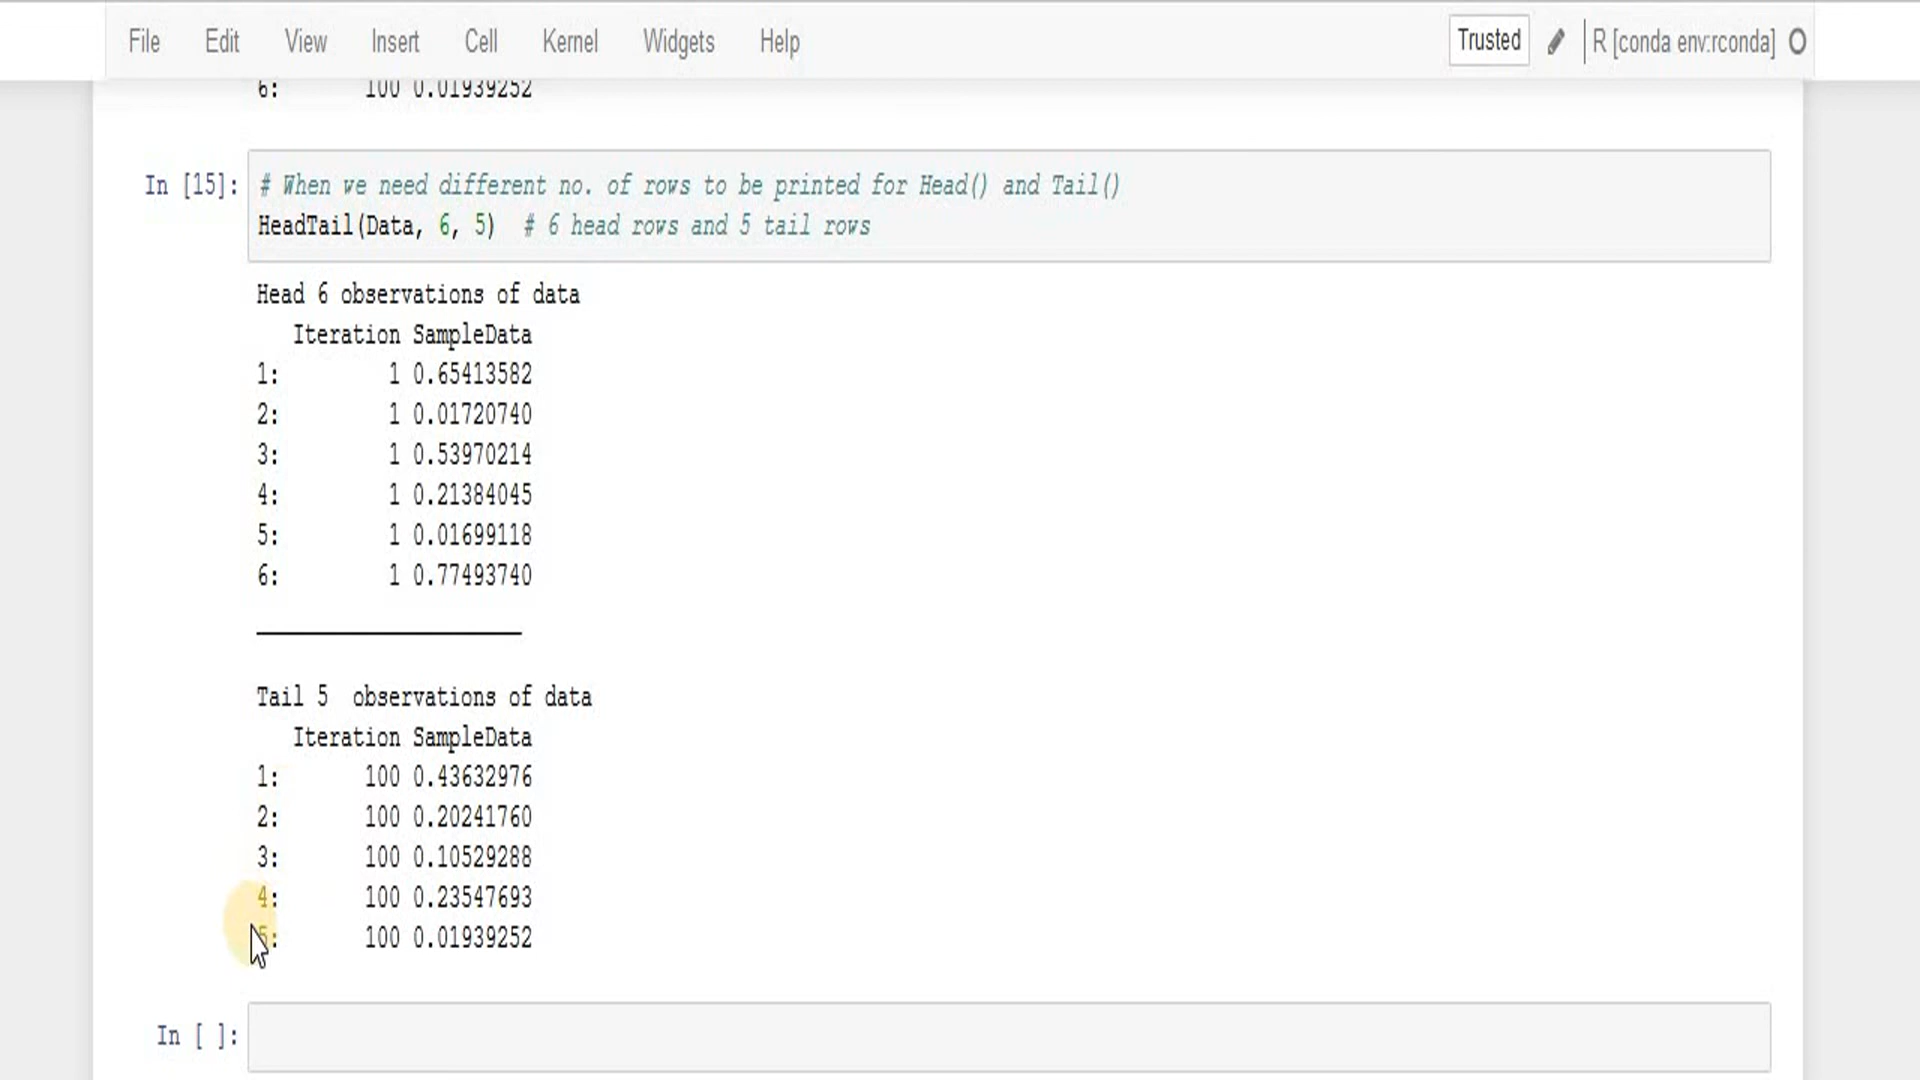 File Edit View Insert Cell Kernel Widgets Help Trusted R [conda env:rconda]
6: 100 0.01939252
In [15]: # When we need different no. of rows to be printed for Head() and Tail()
HeadTail(Data, 6, 5) # 6 head rows and 5 tail rows
Head 6 observations of data
Iteration SampleData
1: 1 0.65413582
2: 1 0.01720740
3: 1 0.53970214
4: 1 0.21384045
5: 1 0.01699118
6: 1 0.77493740
Tail 5 observations of data
Iteration SampleData
1: 100 0.43632976
2: 100 0.20241760
3: 100 0.10529288
4: 100 0.23547693
5: 100 0.01939252
In [ ]: